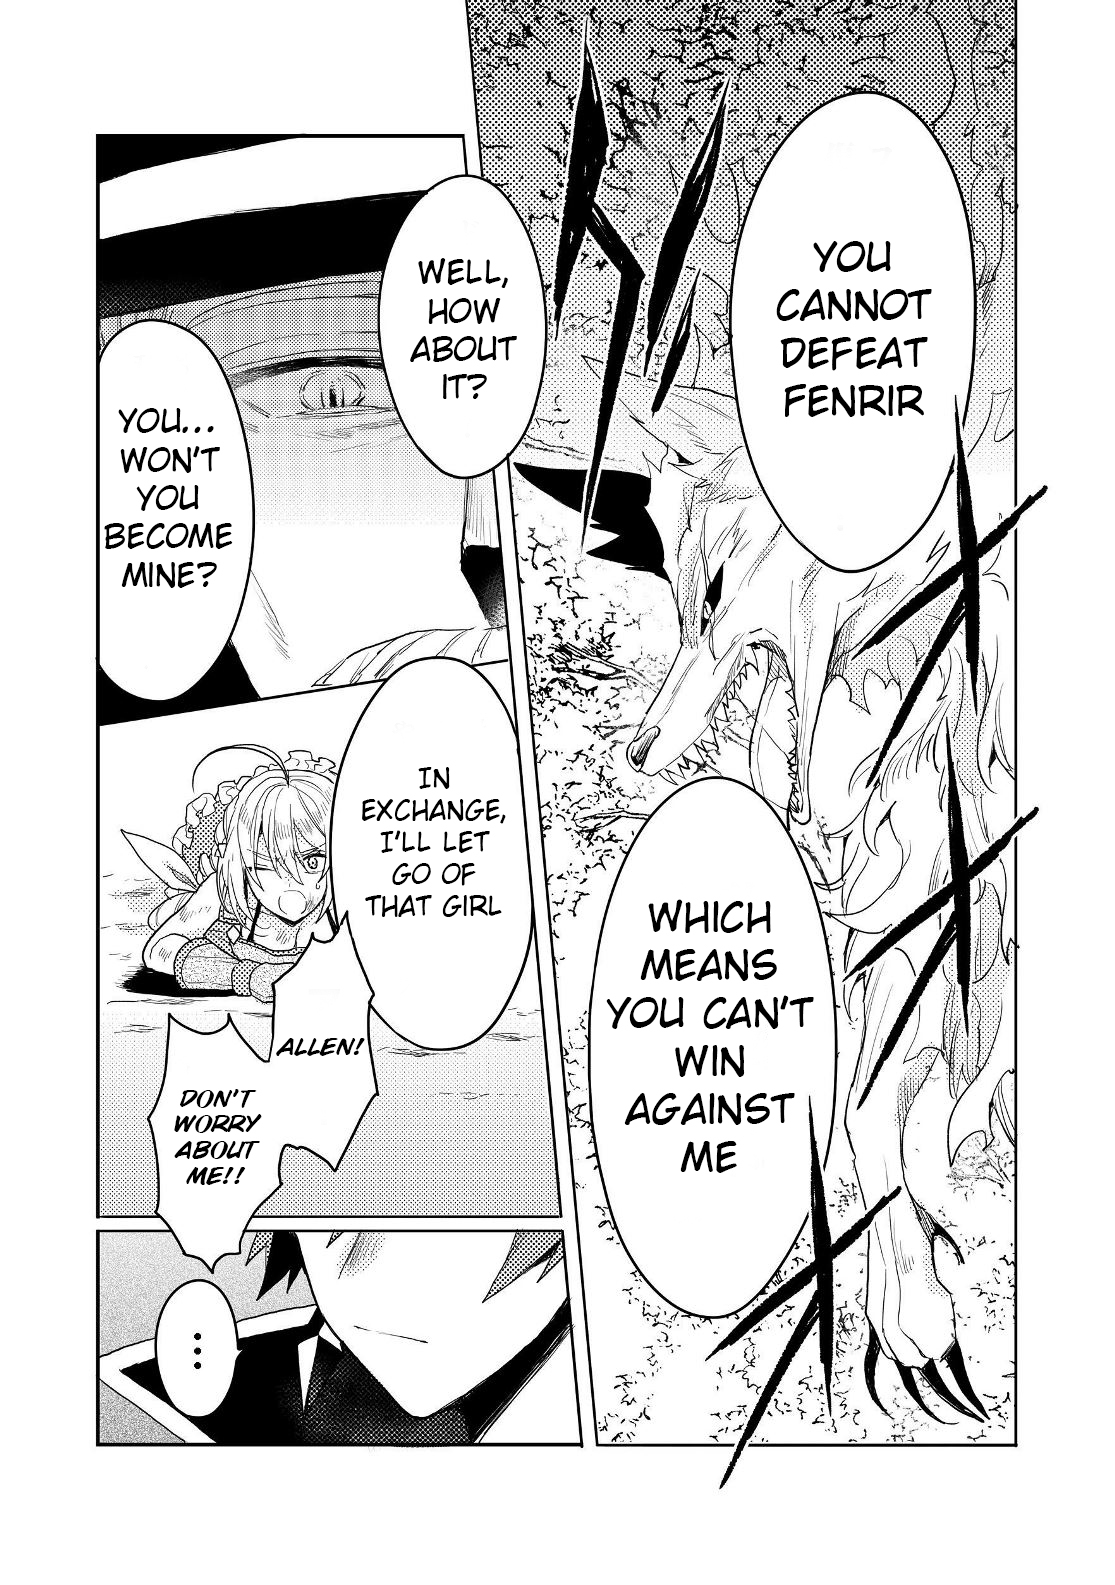 YOU
CANNOT
DEFEAT
FENRIR
WHICH
MEANS
YOU CAN'T
WIN
AGAINST
ME
WELL,
HOW
ABOUT
IT?
YOU...
WON'T
YOU
BECOME
MINE?
IN
EXCHANGE,
I'LL LET
GO OF
THAT GIRL
ALLEN!
DON'T
WORRY
ABOUT
ME!!
...